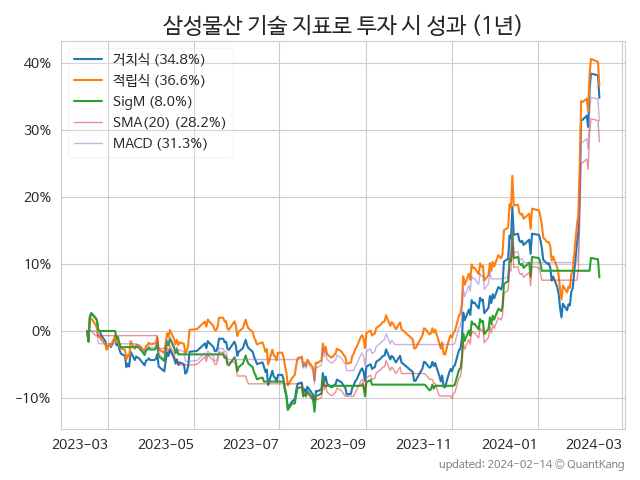 삼성물산 기술 지표로 투자 시 성과 (1년)
거치식 (34.8%)
적립식 (36.6%)
SigM (8.0%)
SMA(20) (28.2%)
MACD (31.3%)
40%
30%
20%
10%
0%
−10%
2023-03 2023-05 2023-07 2023-09 2023-11 2024-01 2024-03
updated: 2024-02-14 © QuantKang